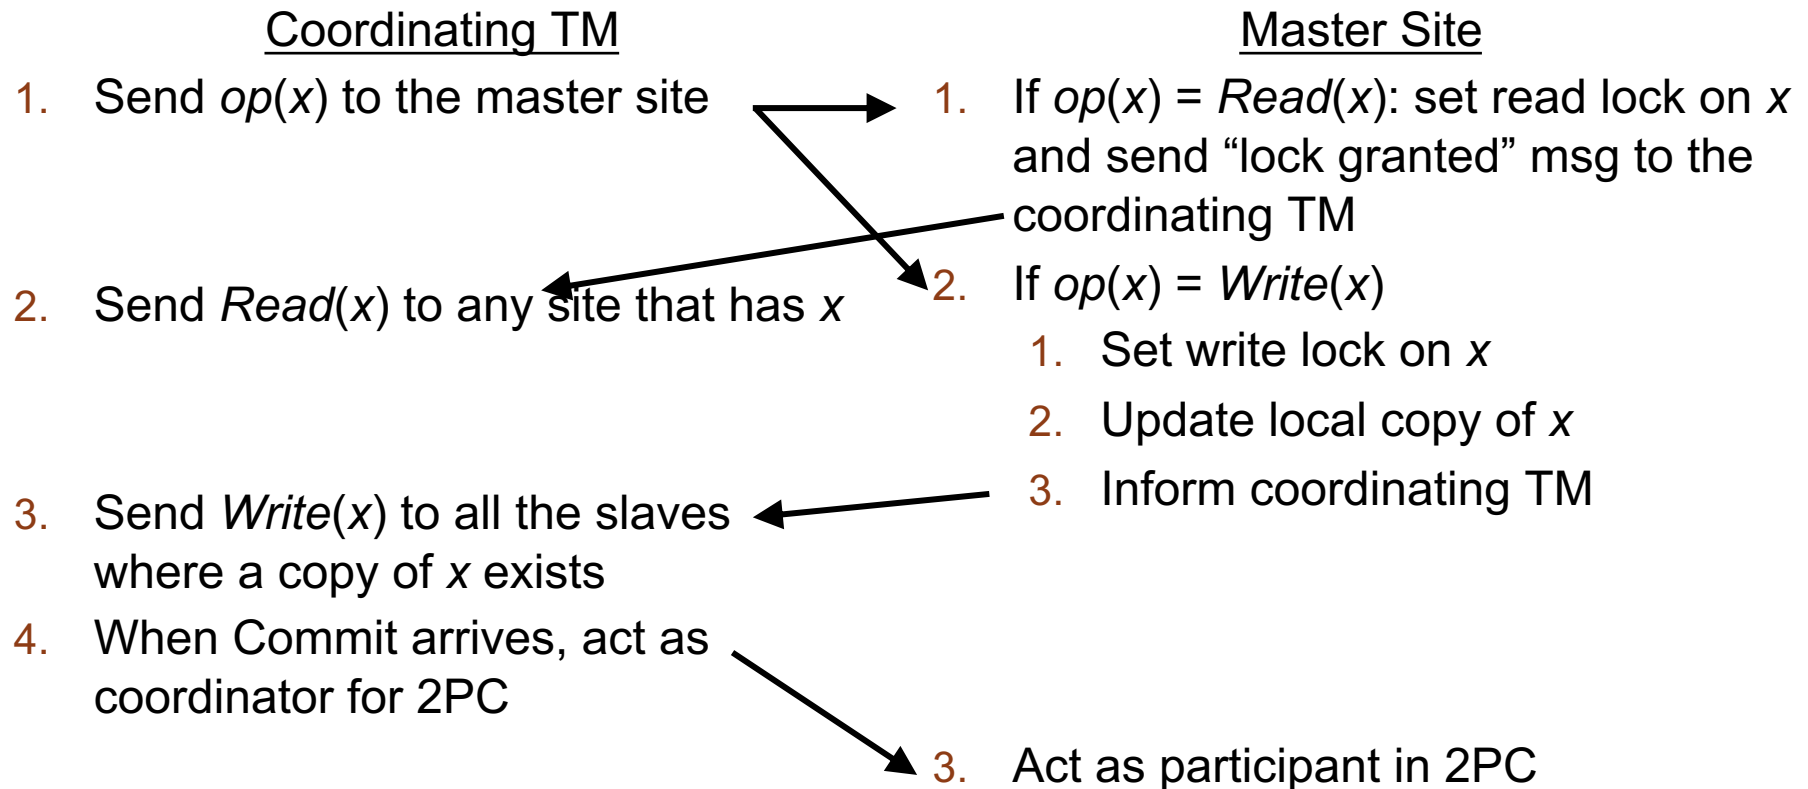 Coordinating TM
1. Send op(x) to the master site
2. Send Read(x) to any site that has x
3. Send Write(x) to all the slaves
where a copy of x exists
4. When Commit arrives, act as
coordinator for 2PC
Master Site
1. If op(x) = Read(x): set read lock on x
and send “lock granted” msg to the
coordinating TM
2. If op(x) = Write(x)
1. Set write lock on x
2. Update local copy of x
3. Inform coordinating TM
3. Act as participant in 2PC